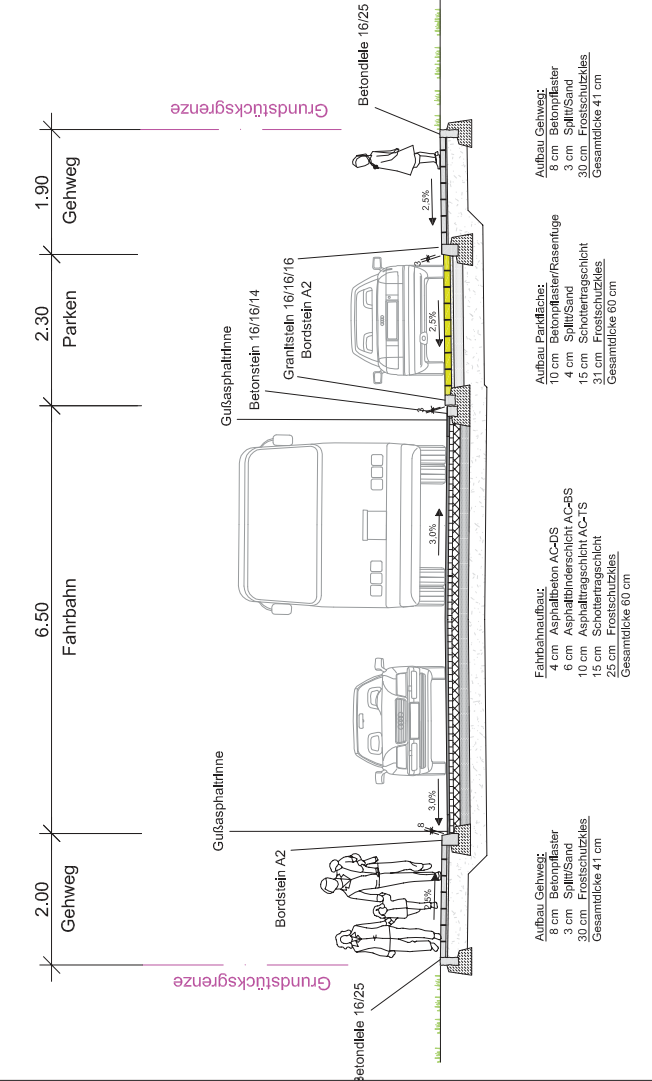 2.00
6.50
2.30
1.90
Gehweg
Fahrbahn
Parken
Gehweg
Grundstücksgrenze
Grundstücksgrenze
Betondiele 16/25
Bordstein A2
Gußasphaltrinne
Gußasphaltrinne
Betonstein 16/16/14
Granitstein 16/16/16
Bordstein A2
Betondiele 16/25
2,5%
8
3,0%
3,0%
3
2,5%
3
2,5%
Aufbau Gehweg:
8 cm Betonpflaster
3 cm Splitt/Sand
30 cm Frostschutzkies
Gesamtdicke 41 cm
Fahrbahnaufbau:
4 cm Asphaltbeton AC-DS
6 cm Asphaltbinderschicht AC-BS
10 cm Asphalttragschicht AC-TS
15 cm Schottertragschicht
25 cm Frostschutzkies
Gesamtdicke 60 cm
Aufbau Parkfläche:
10 cm Betonpflaster/Rasenfuge
4 cm Splitt/Sand
15 cm Schottertragschicht
31 cm Frostschutzkies
Gesamtdicke 60 cm
Aufbau Gehweg:
8 cm Betonpflaster
3 cm Splitt/Sand
30 cm Frostschutzkies
Gesamtdicke 41 cm